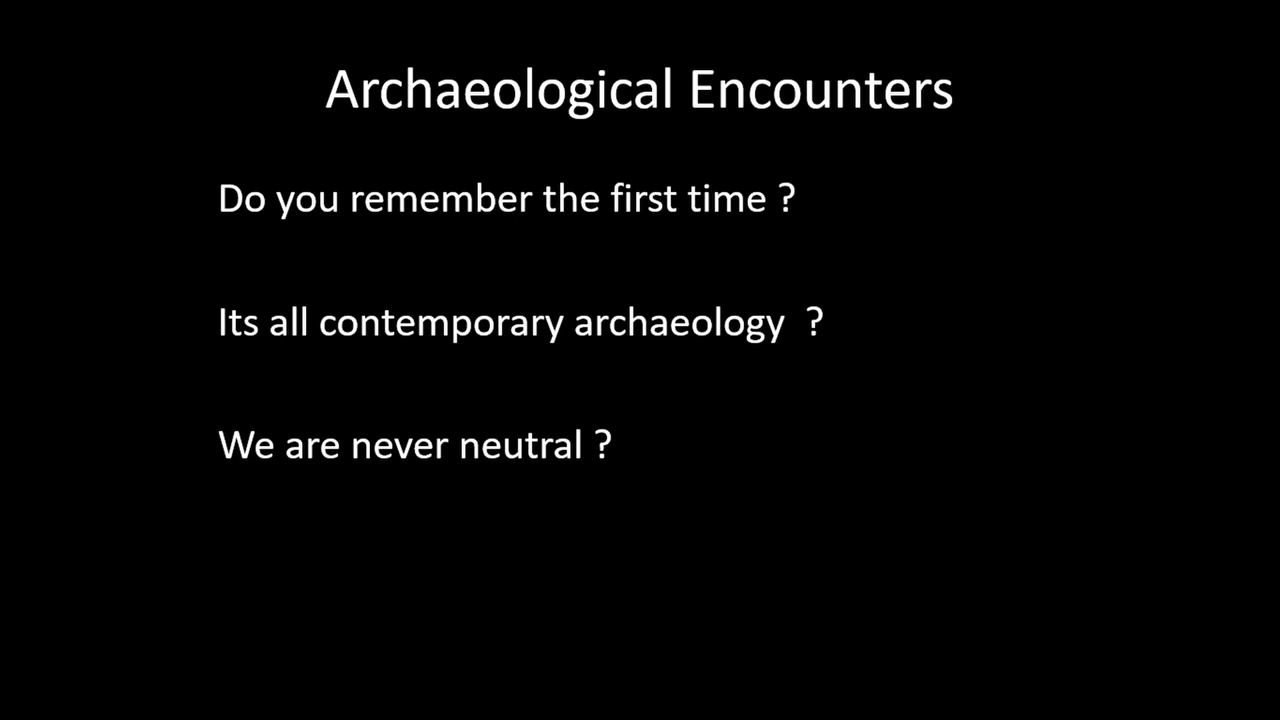 Archaeological Encounters
Do you remember the first time ?
Its all contemporary archaeology  ?
We are never neutral ?